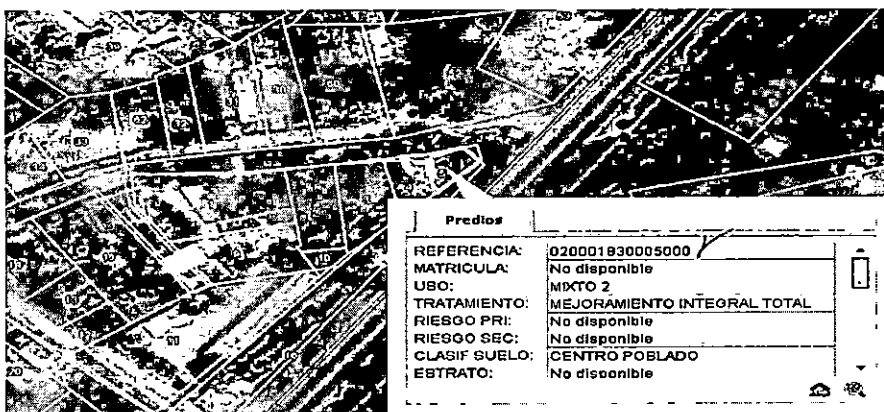 Predios
REFERENCIA: 020001830005000
MATRICULA: No disponible
USO: MIXTO 2
TRATAMIENTO: MEJORAMIENTO INTEGRAL TOTAL
RIESGO PRI: No disponible
RIESGO SEC: No disponible
CLASIF SUELO: CENTRO POBLADO
ESTRATO: No disponible